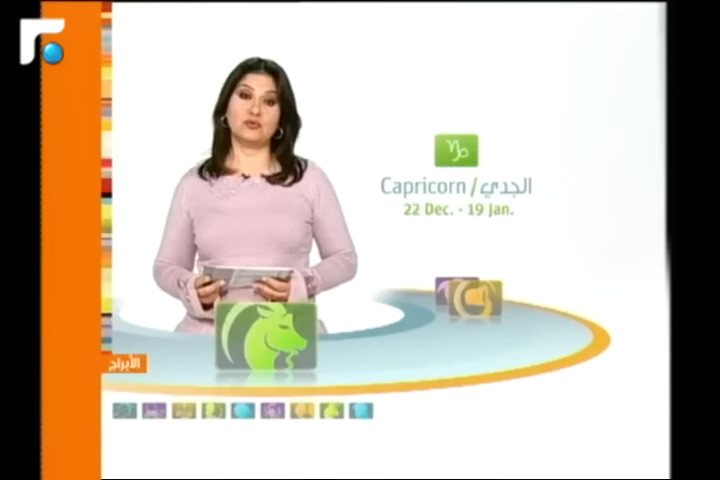 Capricorn / الجدي
22 Dec. - 19 Jan.
الأبراج